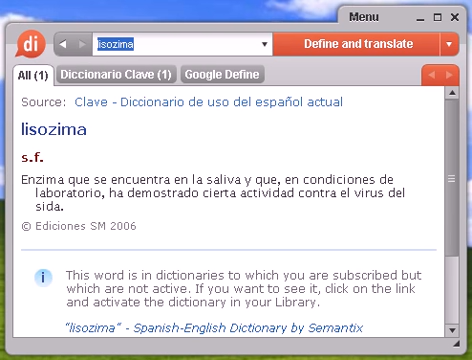 Menu
di
lisozima
Define and translate
All (1)
Diccionario Clave (1)
Google Define
Source: Clave - Diccionario de uso del español actual
lisozima
s.f.
Enzima que se encuentra en la saliva y que, en condiciones de
laboratorio, ha demostrado cierta actividad contra el virus del
sida.
© Ediciones SM 2006
i
This word is in dictionaries to which you are subscribed but
which are not active. If you want to see it, click on the link
and activate the dictionary in your Library.
"lisozima" - Spanish-English Dictionary by Semantix